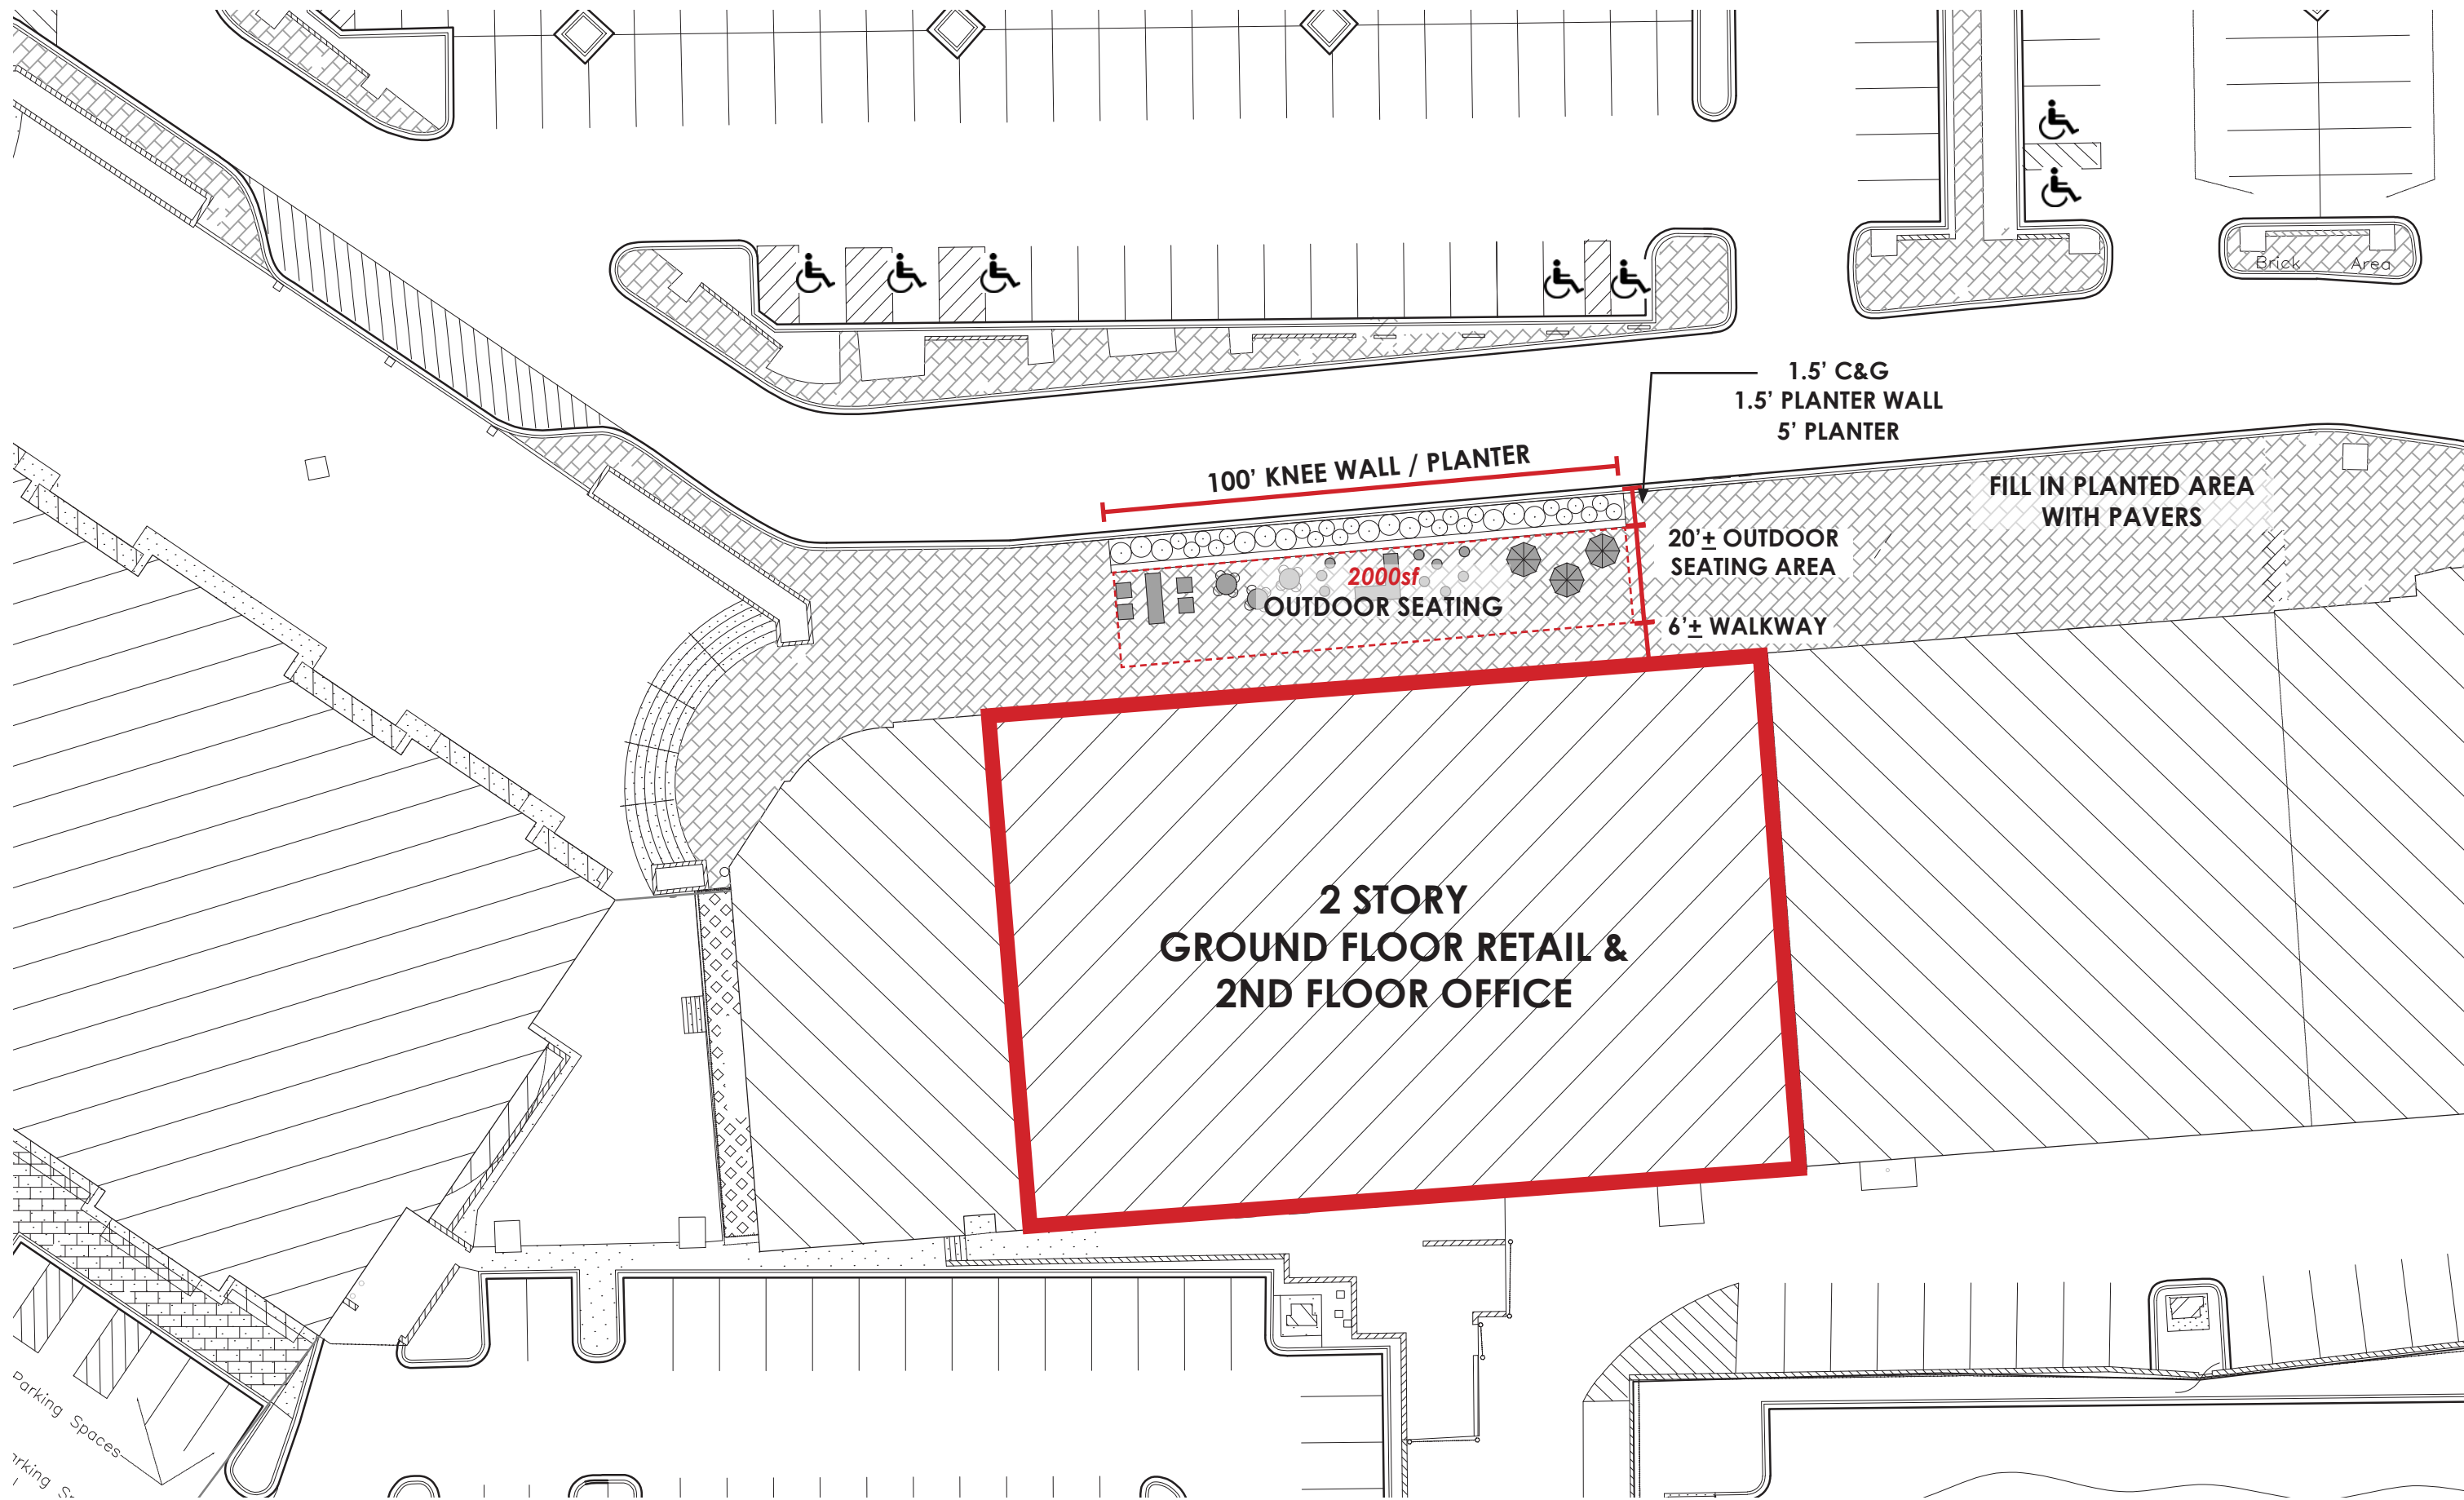 Brick Area
1.5’ C&G
1.5’ PLANTER WALL
5’ PLANTER
100’ KNEE WALL / PLANTER
FILL IN PLANTED AREA
WITH PAVERS
20’± OUTDOOR
SEATING AREA
2000sf
OUTDOOR SEATING
6’± WALKWAY
2 STORY
GROUND FLOOR RETAIL &
2ND FLOOR OFFICE
Parking Spaces